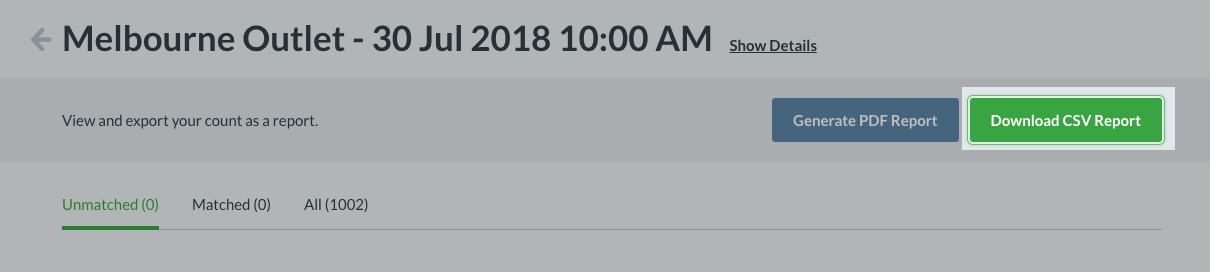 Melbourne Outlet - 30 Jul 2018 10:00 AM Show Details
View and export your count as a report. Generate PDF Report Download CSV Report
Unmatched (0) Matched (0) All (1002)